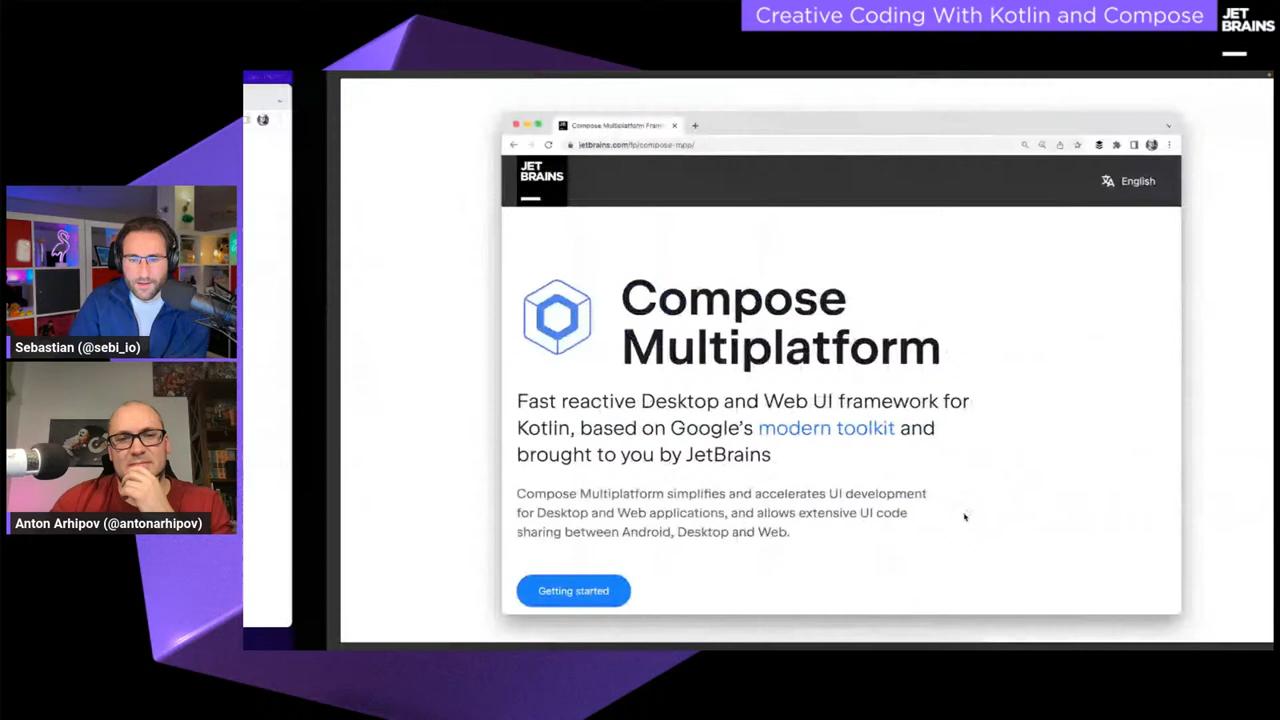 Creative Coding With Kotlin and Compose
JET
BRAINS
Compose Multiplatform Fram
jetbrains.com/lp/compose-mpp/
JET
BRAINS
English
Compose
Multiplatform
Fast reactive Desktop and Web UI framework for
Kotlin, based on Google's modern toolkit and
brought to you by JetBrains
Compose Multiplatform simplifies and accelerates UI development
for Desktop and Web applications, and allows extensive UI code
sharing between Android, Desktop and Web.
Getting started
Sebastian (@sebi_io)
Anton Arhipov (@antonarhipov)